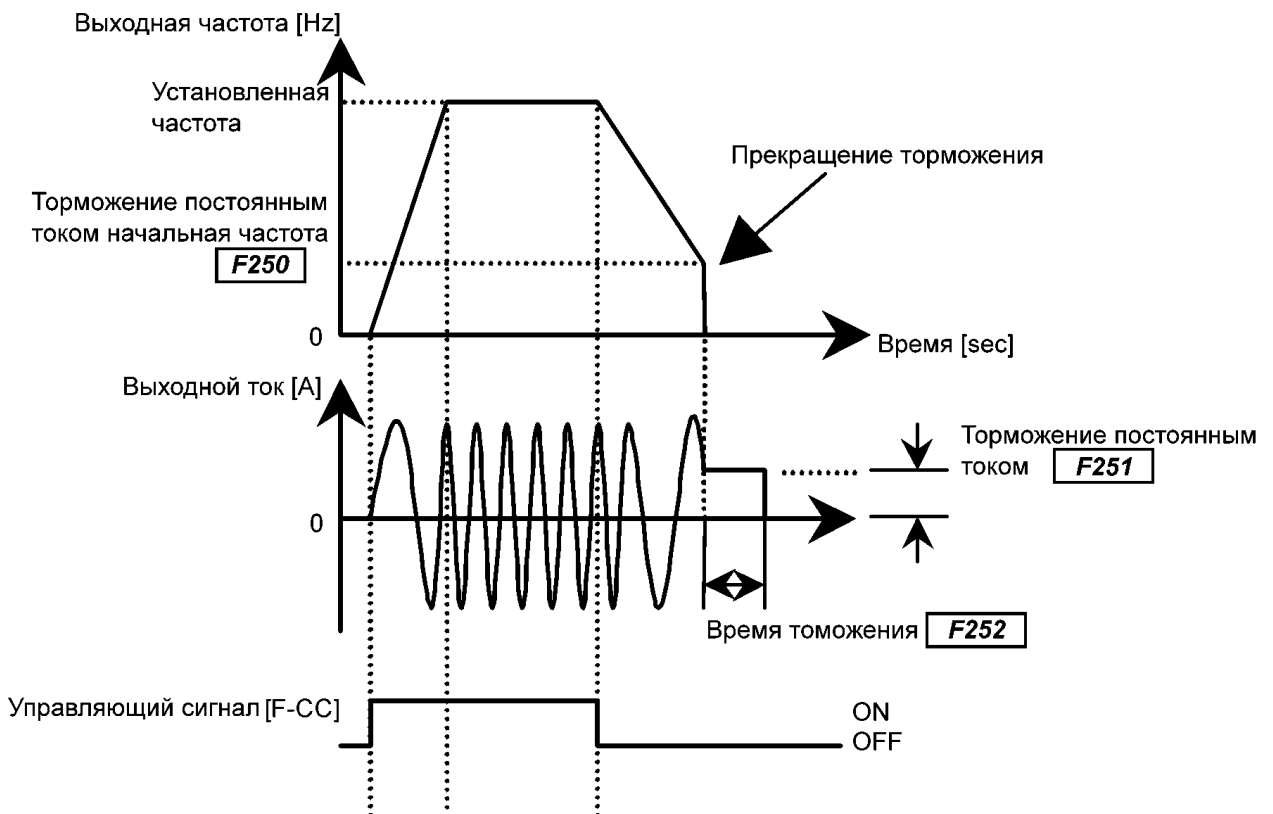 Выходная частота [Hz]
Установленная
частота
Прекращение торможения
Торможение постоянным
током начальная частота
F250
0
Время [sec]
Выходной ток [A]
Торможение постоянным
током F251
0
Время томожения F252
Управляющий сигнал [F-CC]
ON
OFF